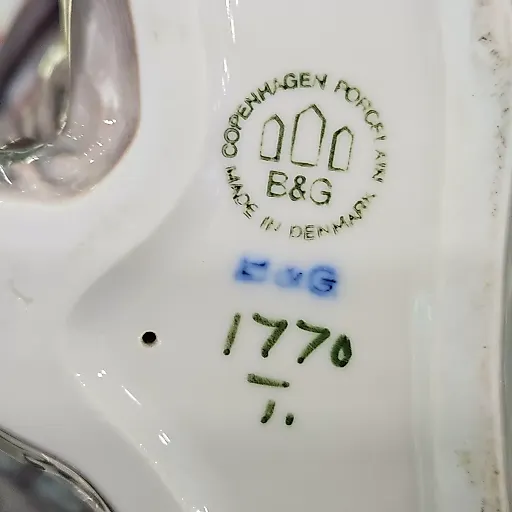 COPENHAGEN PORCELAIN
B&G
MADE IN DENMARK
B&G
1770